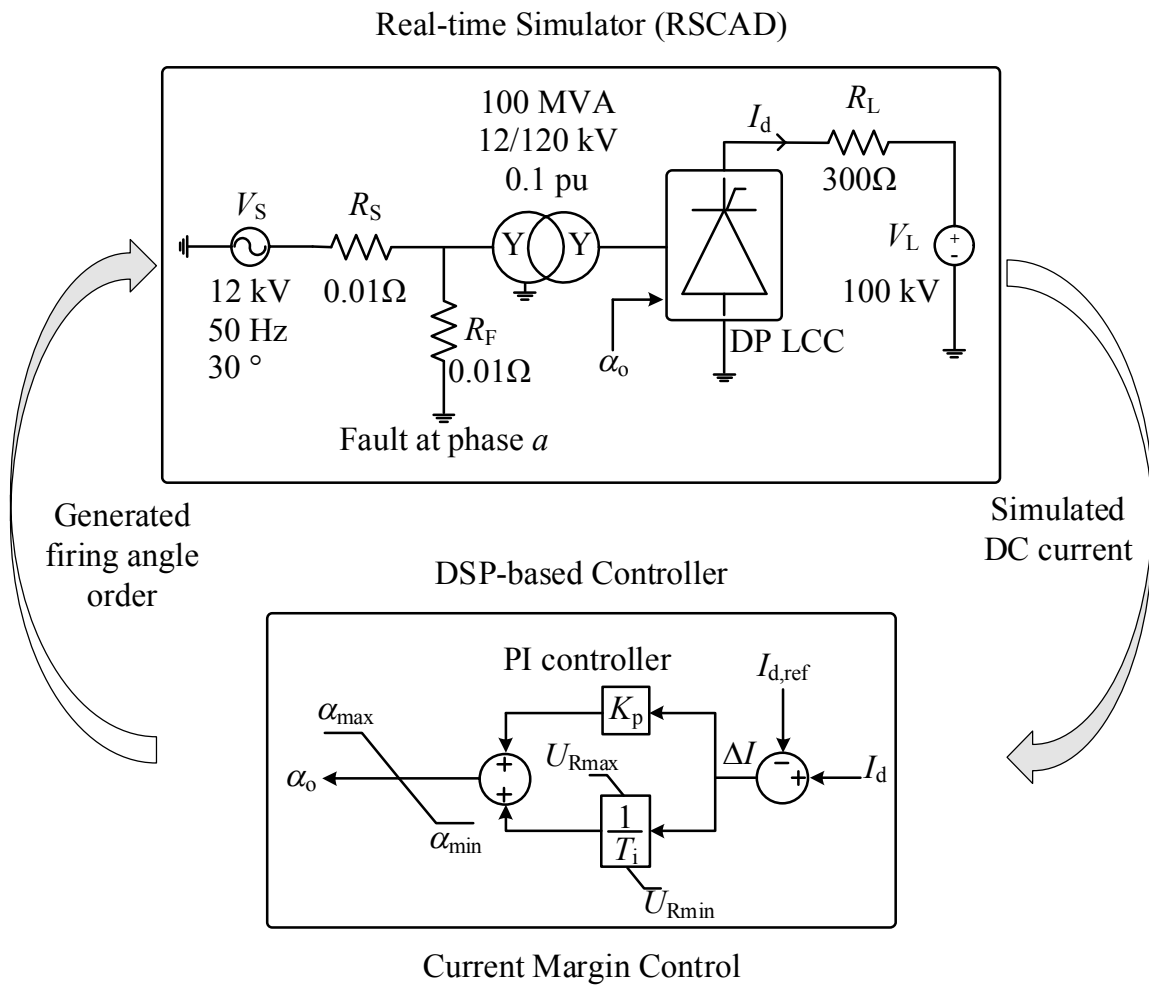 Real-time Simulator (RSCAD)
100 MVA
12/120 kV
0.1 pu
I_d
R_L
300Ω
V_S
R_S
Y
Y
12 kV
50 Hz
30 °
0.01Ω
R_F
0.01Ω
α_o
DP LCC
V_L
+
-
100 kV
Fault at phase a
Generated
firing angle
order
Simulated
DC current
DSP-based Controller
PI controller
I_d,ref
α_max
K_p
U_Rmax
ΔI
-
+
I_d
+
+
α_o
1
T_i
α_min
U_Rmin
Current Margin Control